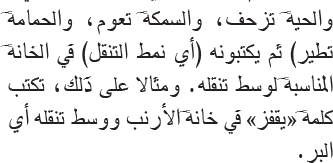 والحية تزحف، والسمكة تعوم، والحمامة
تطير) ثم يكتبونه (أي نمط التنقل) في الخانة
المناسبة لوسط تنقله. ومثالا على ذلك، تكتب
كلمة «يقفز» في خانة الأرنب ووسط تنقله أي
البر.